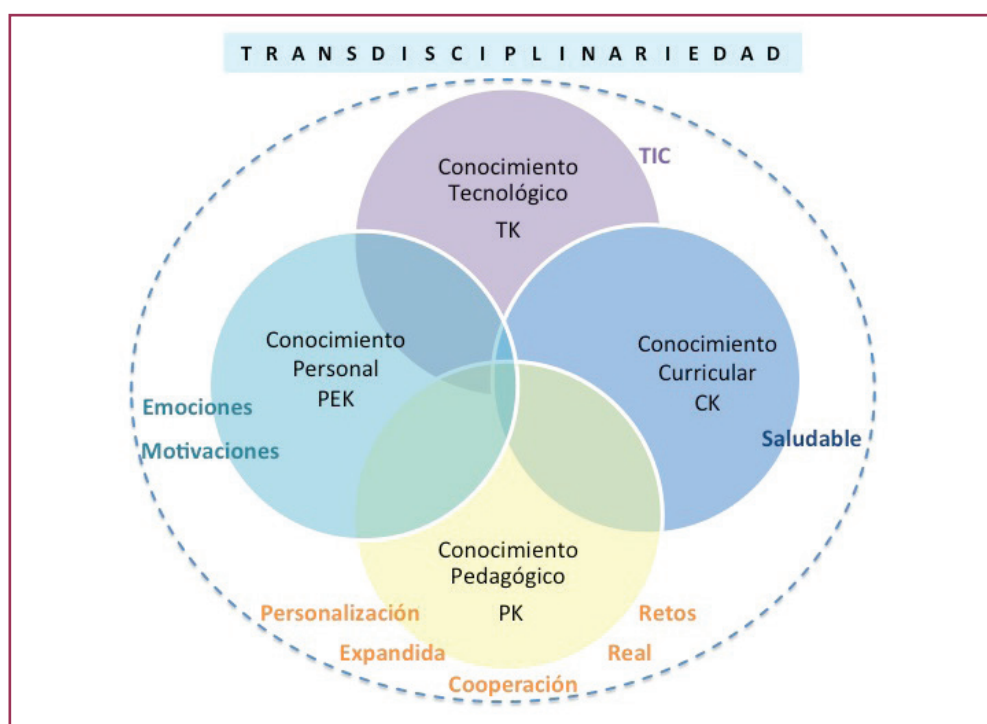 TRANSDISCIPLINARIEDAD
TIC
Conocimiento
Tecnológico
TK
Conocimiento
Personal
PEK
Conocimiento
Curricular
CK
Emociones
Motivaciones
Saludable
Conocimiento
Pedagógico
PK
Personalización
Retos
Expandida
Real
Cooperación